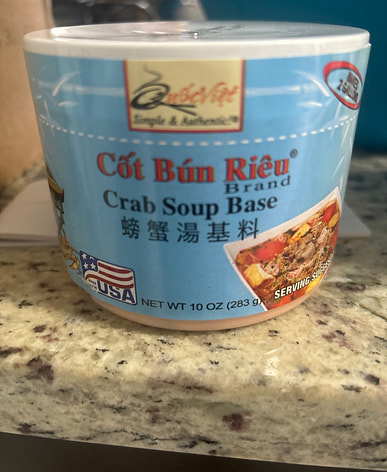 Quốc Việt
Simple & Authentic!®
Cốt Bún Riêu®
Brand
Crab Soup Base
螃蟹湯基料
USA
NET WT 10 OZ (283 g)
SERVING